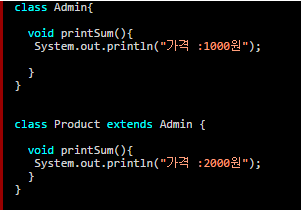 class Admin{
void printSum(){
System.out.println("가격 :1000원");
}
}
class Product extends Admin {
void printSum(){
System.out.println("가격 :2000원");
}
}